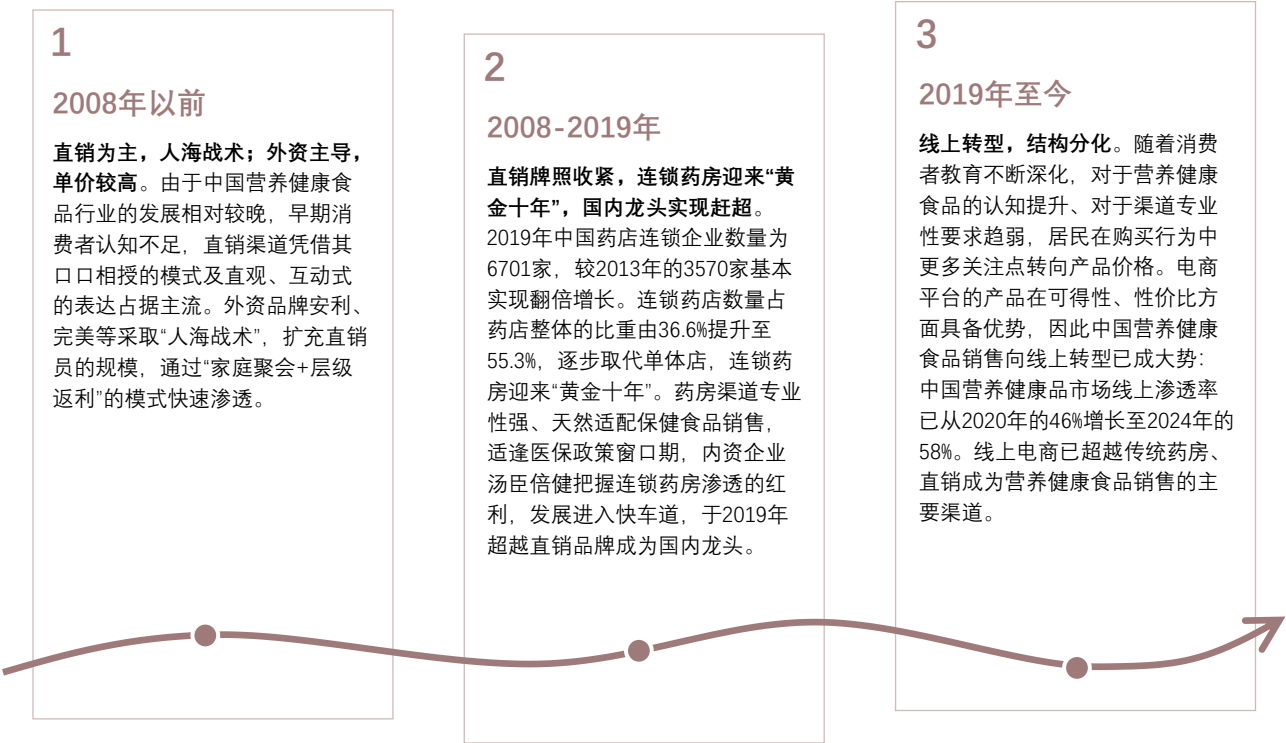 1
2008年以前
直销为主，人海战术；外资主导，
单价较高。由于中国营养健康食
品行业的发展相对较晚，早期消
费者认知不足，直销渠道凭借其
口口相授的模式及直观、互动式
的表达占据主流。外资品牌安利、
完美等采取“人海战术”，扩充直销
员的规模，通过“家庭聚会+层级
返利”的模式快速渗透。
2
2008-2019年
直销牌照收紧，连锁药房迎来“黄
金十年”，国内龙头实现赶超。
2019年中国药店连锁企业数量为
6701家，较2013年的3570家基本
实现翻倍增长。连锁药店数量占
药店整体的比重由36.6%提升至
55.3%，逐步取代单体店，连锁药
房迎来“黄金十年”。药房渠道专业
性强、天然适配保健食品销售，
适逢医保政策窗口期，内资企业
汤臣倍健把握连锁药房渗透的红
利，发展进入快车道，于2019年
超越直销品牌成为国内龙头。
3
2019年至今
线上转型，结构分化。随着消费
者教育不断深化，对于营养健康
食品的认知提升、对于渠道专业
性要求趋弱，居民在购买行为中
更多关注点转向产品价格。电商
平台的产品在可得性、性价比方
面具备优势，因此中国营养健康
食品销售向线上转型已成大势：
中国营养健康品市场线上渗透率
已从2020年的46%增长至2024年的
58%。线上电商已超越传统药房、
直销成为营养健康食品销售的主
要渠道。